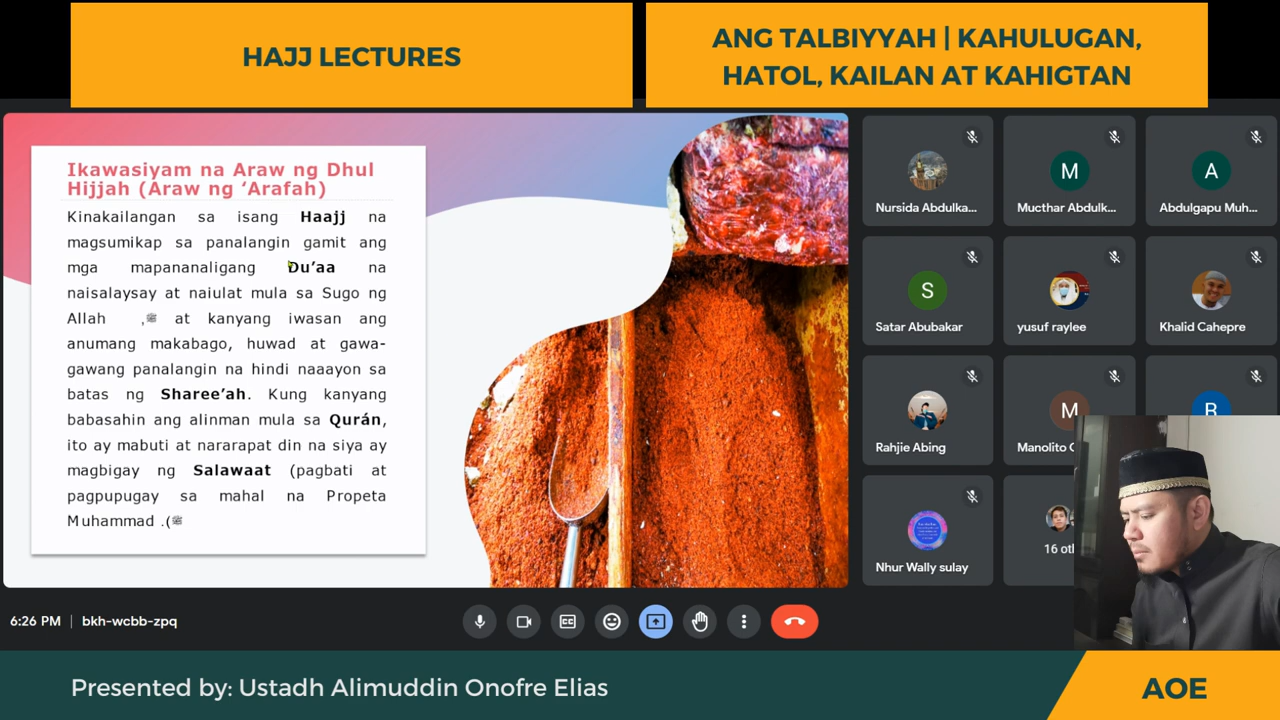 HAJJ LECTURES
ANG TALBIYYAH | KAHULUGAN,
HATOL, KAILAN AT KAHIGTAN
Ikawasiyam na Araw ng Dhul
Hijjah (Araw ng ‘Arafah)
Kinakailangan sa isang Haajj na
magsumikap sa panalangin gamit ang
mga mapananaligang Du’aa na
naisalaysay at naiulat mula sa Sugo ng
Allah ,ﷺ at kanyang iwasan ang
anumang makabago, huwad at gawa-
gawang panalangin na hindi naaayon sa
batas ng Sharee’ah. Kung kanyang
babasahin ang alinman mula sa Qurán,
ito ay mabuti at nararapat din na siya ay
magbigay ng Salawaat (pagbati at
pagpupugay sa mahal na Propeta
Muhammad .(ﷺ
Nursida Abdulka...
M
Mucthar Abdulk...
A
Abdulgapu Muh...
S
Satar Abubakar
yusuf raylee
Khalid Cahepre
Rahjie Abing
M
Manolito
Nhur Wally sulay
16
6:26 PM | bkh-wcbb-zpq
Presented by: Ustadh Alimuddin Onofre Elias
AOE